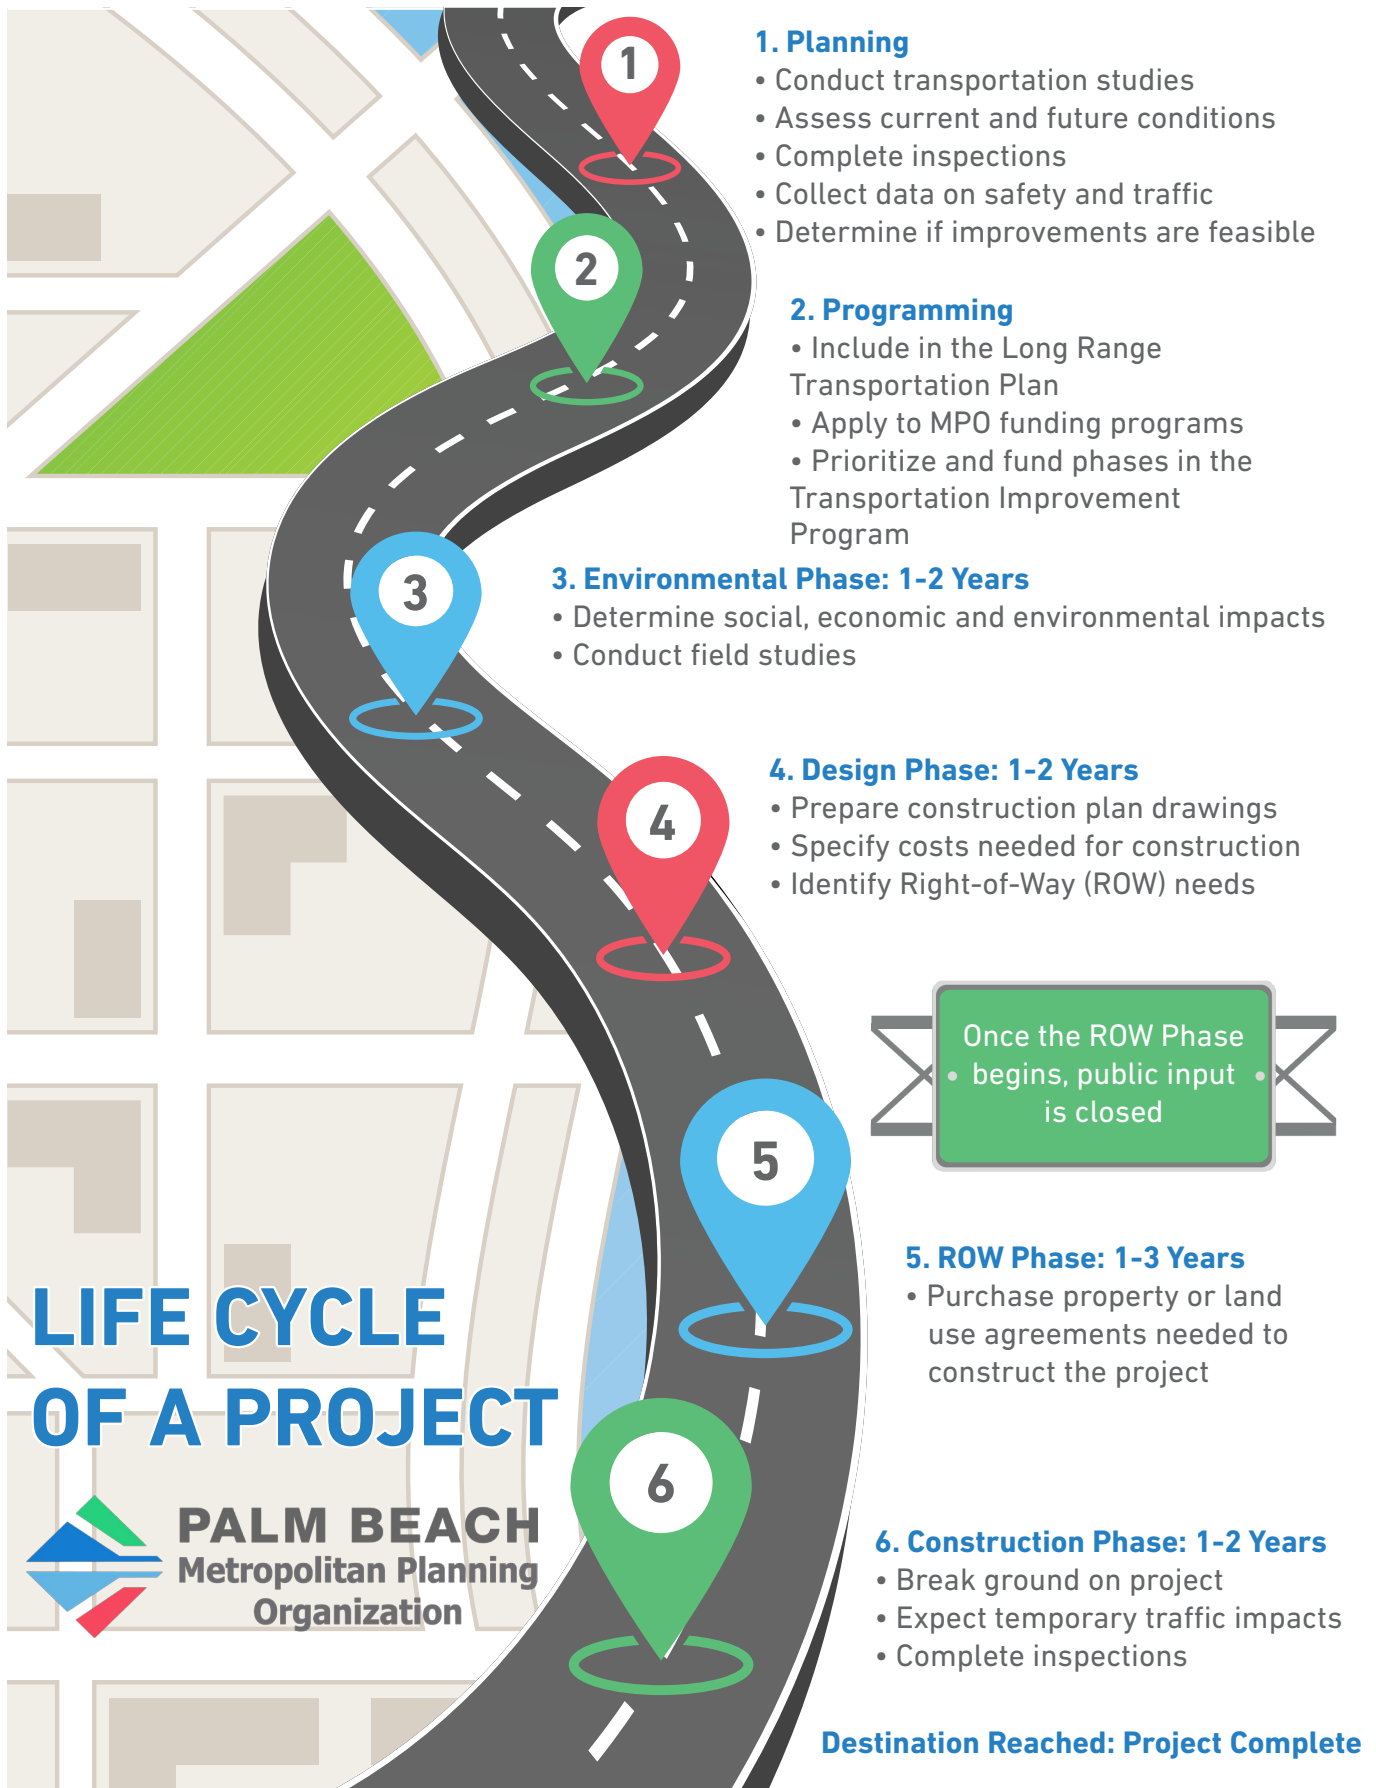 1
1. Planning
• Conduct transportation studies
• Assess current and future conditions
• Complete inspections
• Collect data on safety and traffic
• Determine if improvements are feasible
2
2. Programming
• Include in the Long Range
Transportation Plan
• Apply to MPO funding programs
• Prioritize and fund phases in the
Transportation Improvement
Program
3
3. Environmental Phase: 1-2 Years
• Determine social, economic and environmental impacts
• Conduct field studies
4
4. Design Phase: 1-2 Years
• Prepare construction plan drawings
• Specify costs needed for construction
• Identify Right-of-Way (ROW) needs
Once the ROW Phase
begins, public input
is closed
5
5. ROW Phase: 1-3 Years
• Purchase property or land
use agreements needed to
construct the project
LIFE CYCLE
OF A PROJECT
PALM BEACH
Metropolitan Planning
Organization
6
6. Construction Phase: 1-2 Years
• Break ground on project
• Expect temporary traffic impacts
• Complete inspections
Destination Reached: Project Complete